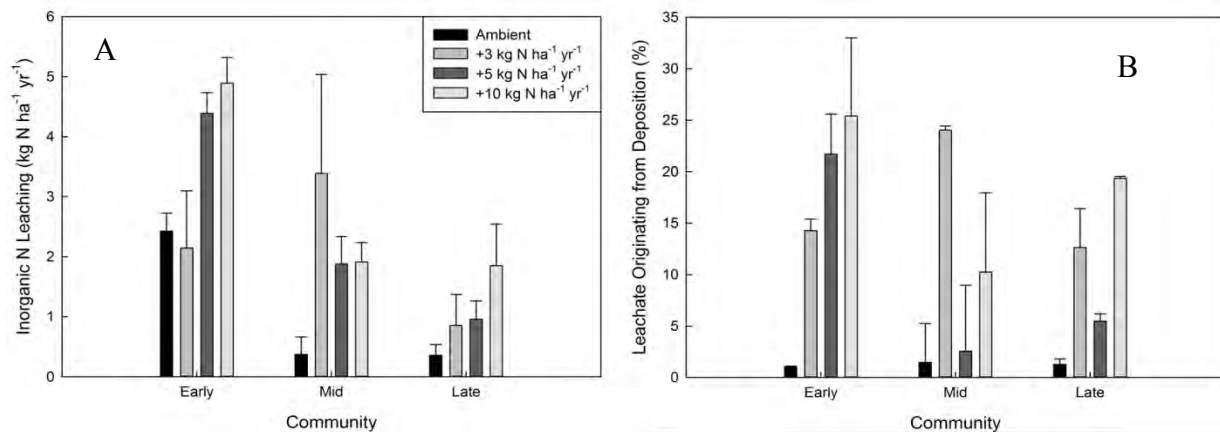 A
Ambient
+3 kg N ha⁻¹ yr⁻¹
+5 kg N ha⁻¹ yr⁻¹
+10 kg N ha⁻¹ yr⁻¹
Inorganic N Leaching (kg N ha⁻¹ yr⁻¹)
6
5
4
3
2
1
0
Early Mid Late
Community
B
Leachate Originating from Deposition (%)
35
30
25
20
15
10
5
0
Early Mid Late
Community